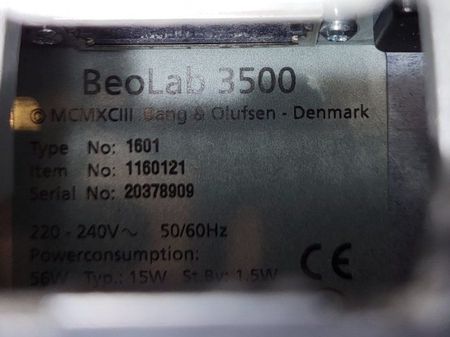 BeoLab 3500
© MCMXCIII Bang & Olufsen - Denmark
Type No: 1601
Item No: 1160121
Serial No: 20378909
220 - 240V~ 50/60Hz
Powerconsumption:
56W Typ.: 15W St.By: 1.5W
CE